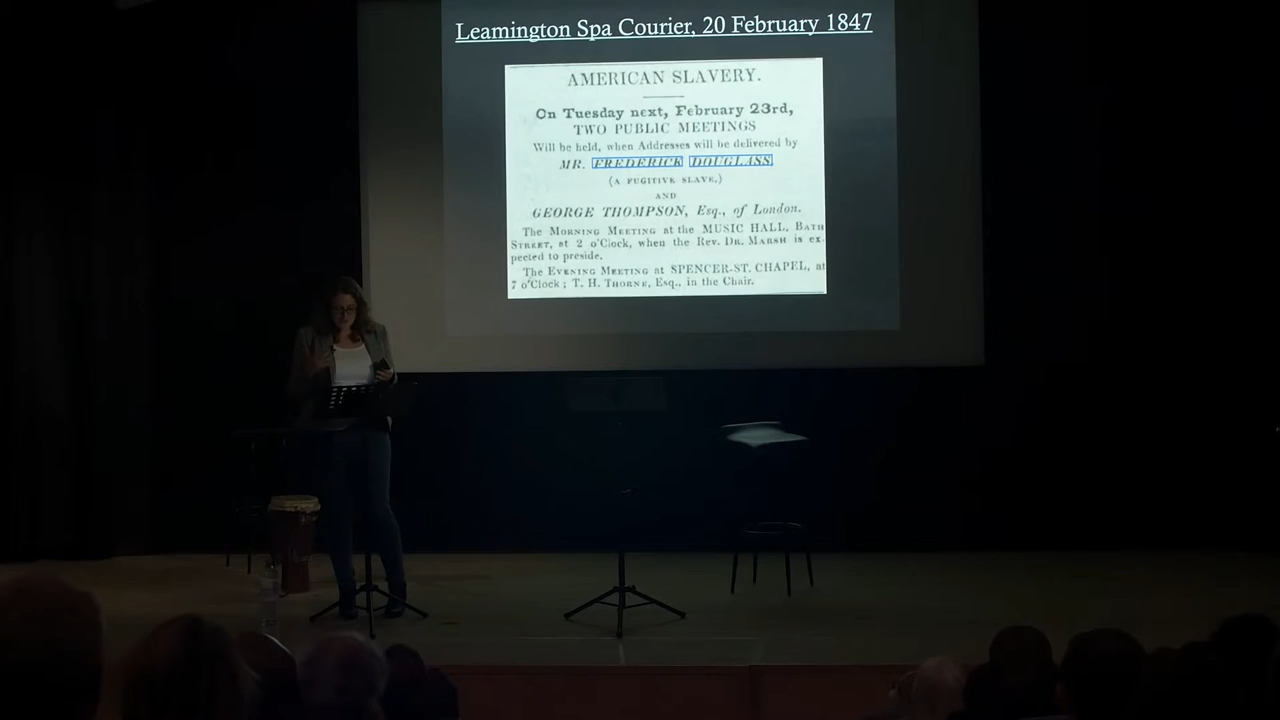 Leamington Spa Courier, 20 February 1847
AMERICAN SLAVERY.
On Tuesday next, February 23rd,
TWO PUBLIC MEETINGS
Will be held, when Addresses will be delivered by
MR. FREDERICK DOUGLASS,
(A FUGITIVE SLAVE,)
AND
GEORGE THOMPSON, Esq., of London.
The MORNING MEETING at the MUSIC HALL, BATH
STREET, at 2 o'Clock, when the Rev. DR. MARSH is ex-
pected to preside.
The EVENING MEETING at SPENCER-ST. CHAPEL, at
7 o'Clock; T. H. THORNE, Esq., in the Chair.